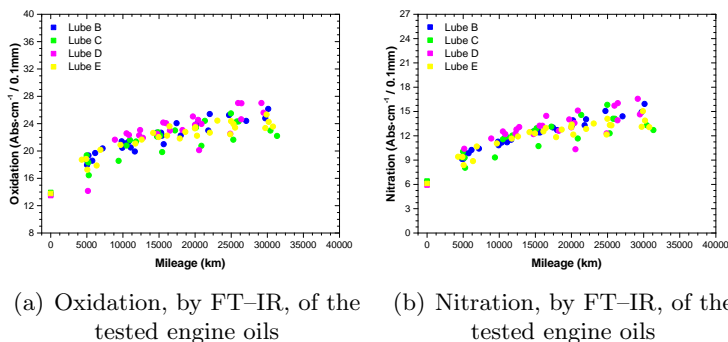 40
36
32
28
24
20
16
12
8
Oxidation (Abs-cm⁻¹ / 0.1mm)
Lube B
Lube C
Lube D
Lube E
0 5000 10000 15000 20000 25000 30000 35000 40000
Mileage (km)
27
24
21
18
15
12
9
6
3
0
Nitration (Abs-cm⁻¹ / 0.1mm)
Lube B
Lube C
Lube D
Lube E
0 5000 10000 15000 20000 25000 30000 35000 40000
Mileage (km)
(a) Oxidation, by FT–IR, of the
tested engine oils
(b) Nitration, by FT–IR, of the
tested engine oils